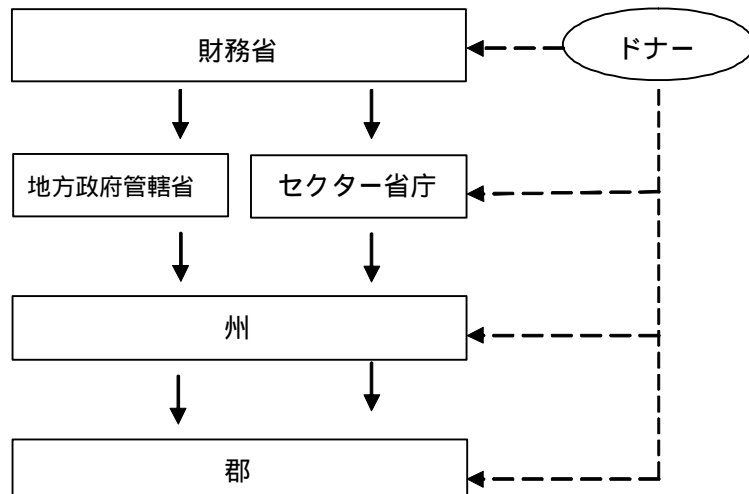 財務省
ドナー
地方政府管轄省
セクター省庁
州
郡